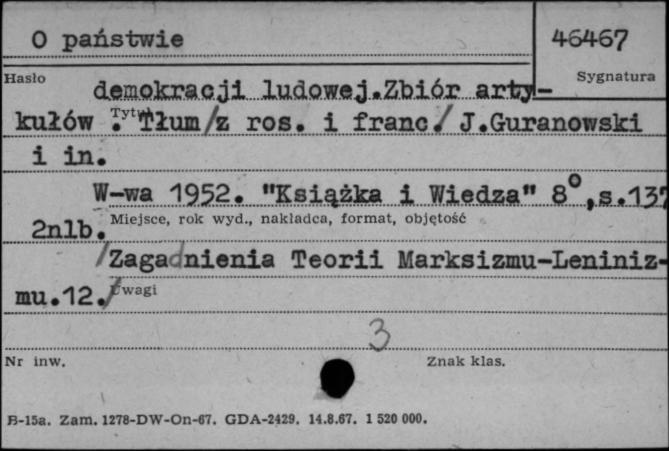 O państwie
46467
Hasło
Sygnatura
demokracji ludowej.Zbiór arty-
kułów . Tłum/z ros. i franc./ J.Guranowski
Tytuł
i in.
W-wa 1952. "Książka i Wiedza" 8°,s.137
2nlb.
Miejsce, rok wyd., nakładca, format, objętość
/Zagadnienia Teorii Marksizmu-Leniniz-
mu.12./
Uwagi
3
Nr inw.
Znak klas.
B-15a. Zam. 1278-DW-On-67. GDA-2429. 14.8.67. 1 520 000.